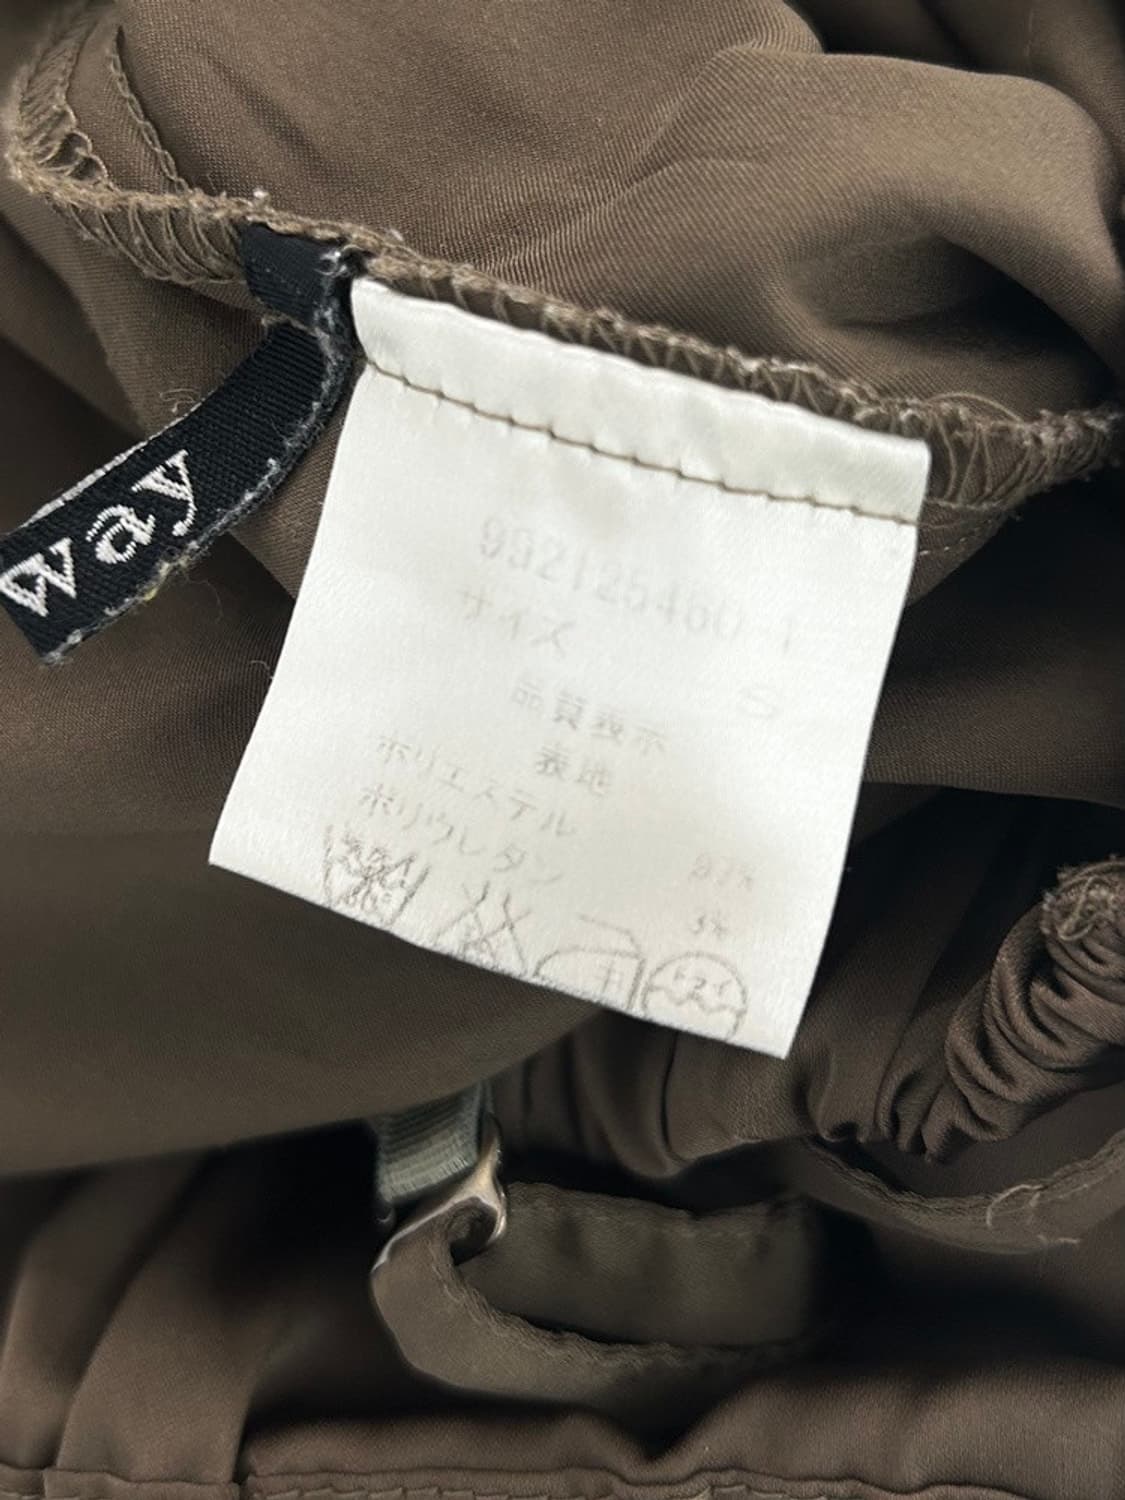 way
サイズ
S
品質表示
表地
ポリエステル 97%
ポリウレタン 3%
ドライ
中